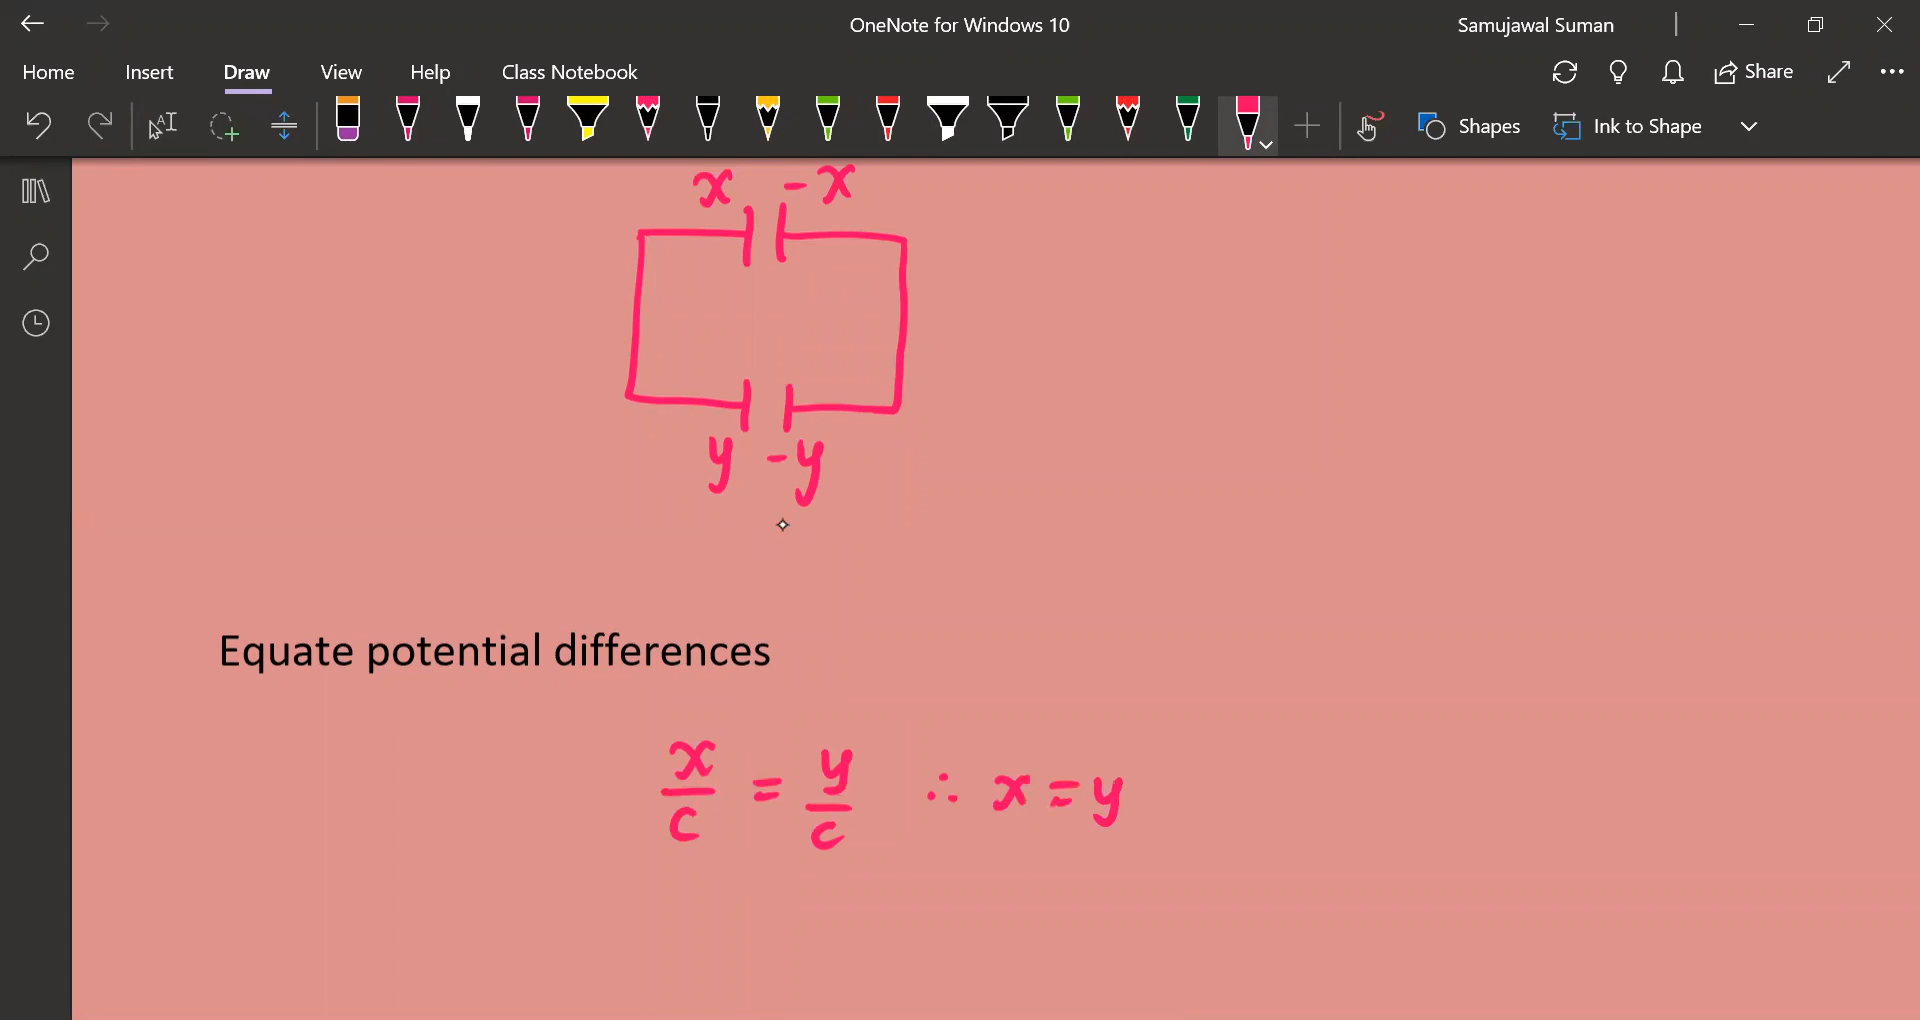 OneNote for Windows 10
Samujawal Suman
Home Insert Draw View Help Class Notebook
Share
Shapes Ink to Shape
x -x
y -y
Equate potential differences
x/c = y/c ∴ x = y